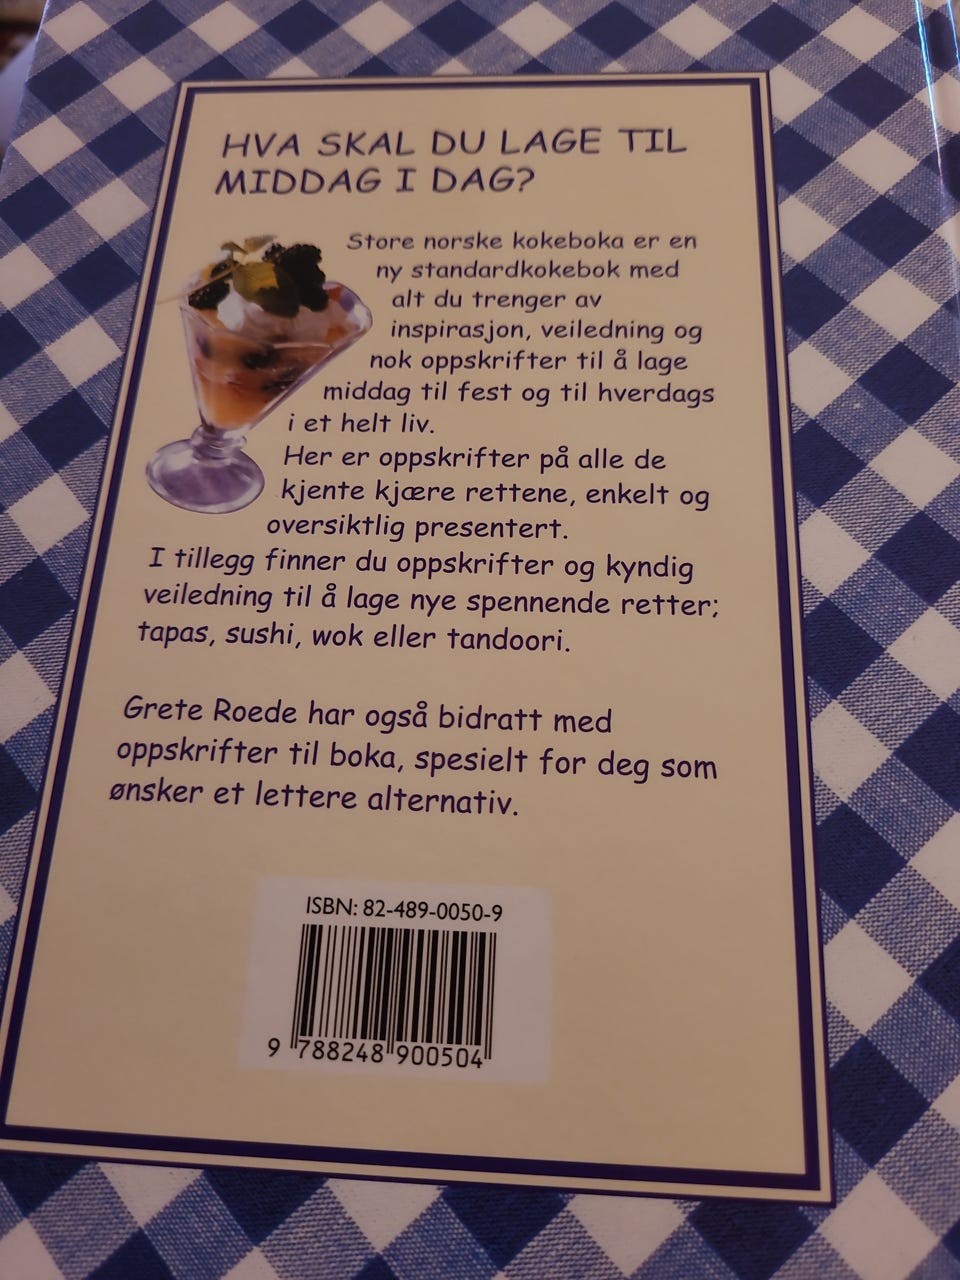 HVA SKAL DU LAGE TIL
MIDDAG I DAG?
Store norske kokeboka er en
ny standardkokebok med
alt du trenger av
inspirasjon, veiledning og
nok oppskrifter til å lage
middag til fest og til hverdags
i et helt liv.
Her er oppskrifter på alle de
kjente kjære rettene, enkelt og
oversiktlig presentert.
I tillegg finner du oppskrifter og kyndig
veiledning til å lage nye spennende retter;
tapas, sushi, wok eller tandoori.
Grete Roede har også bidratt med
oppskrifter til boka, spesielt for deg som
ønsker et lettere alternativ.
ISBN: 82-489-0050-9
9 788248 900504